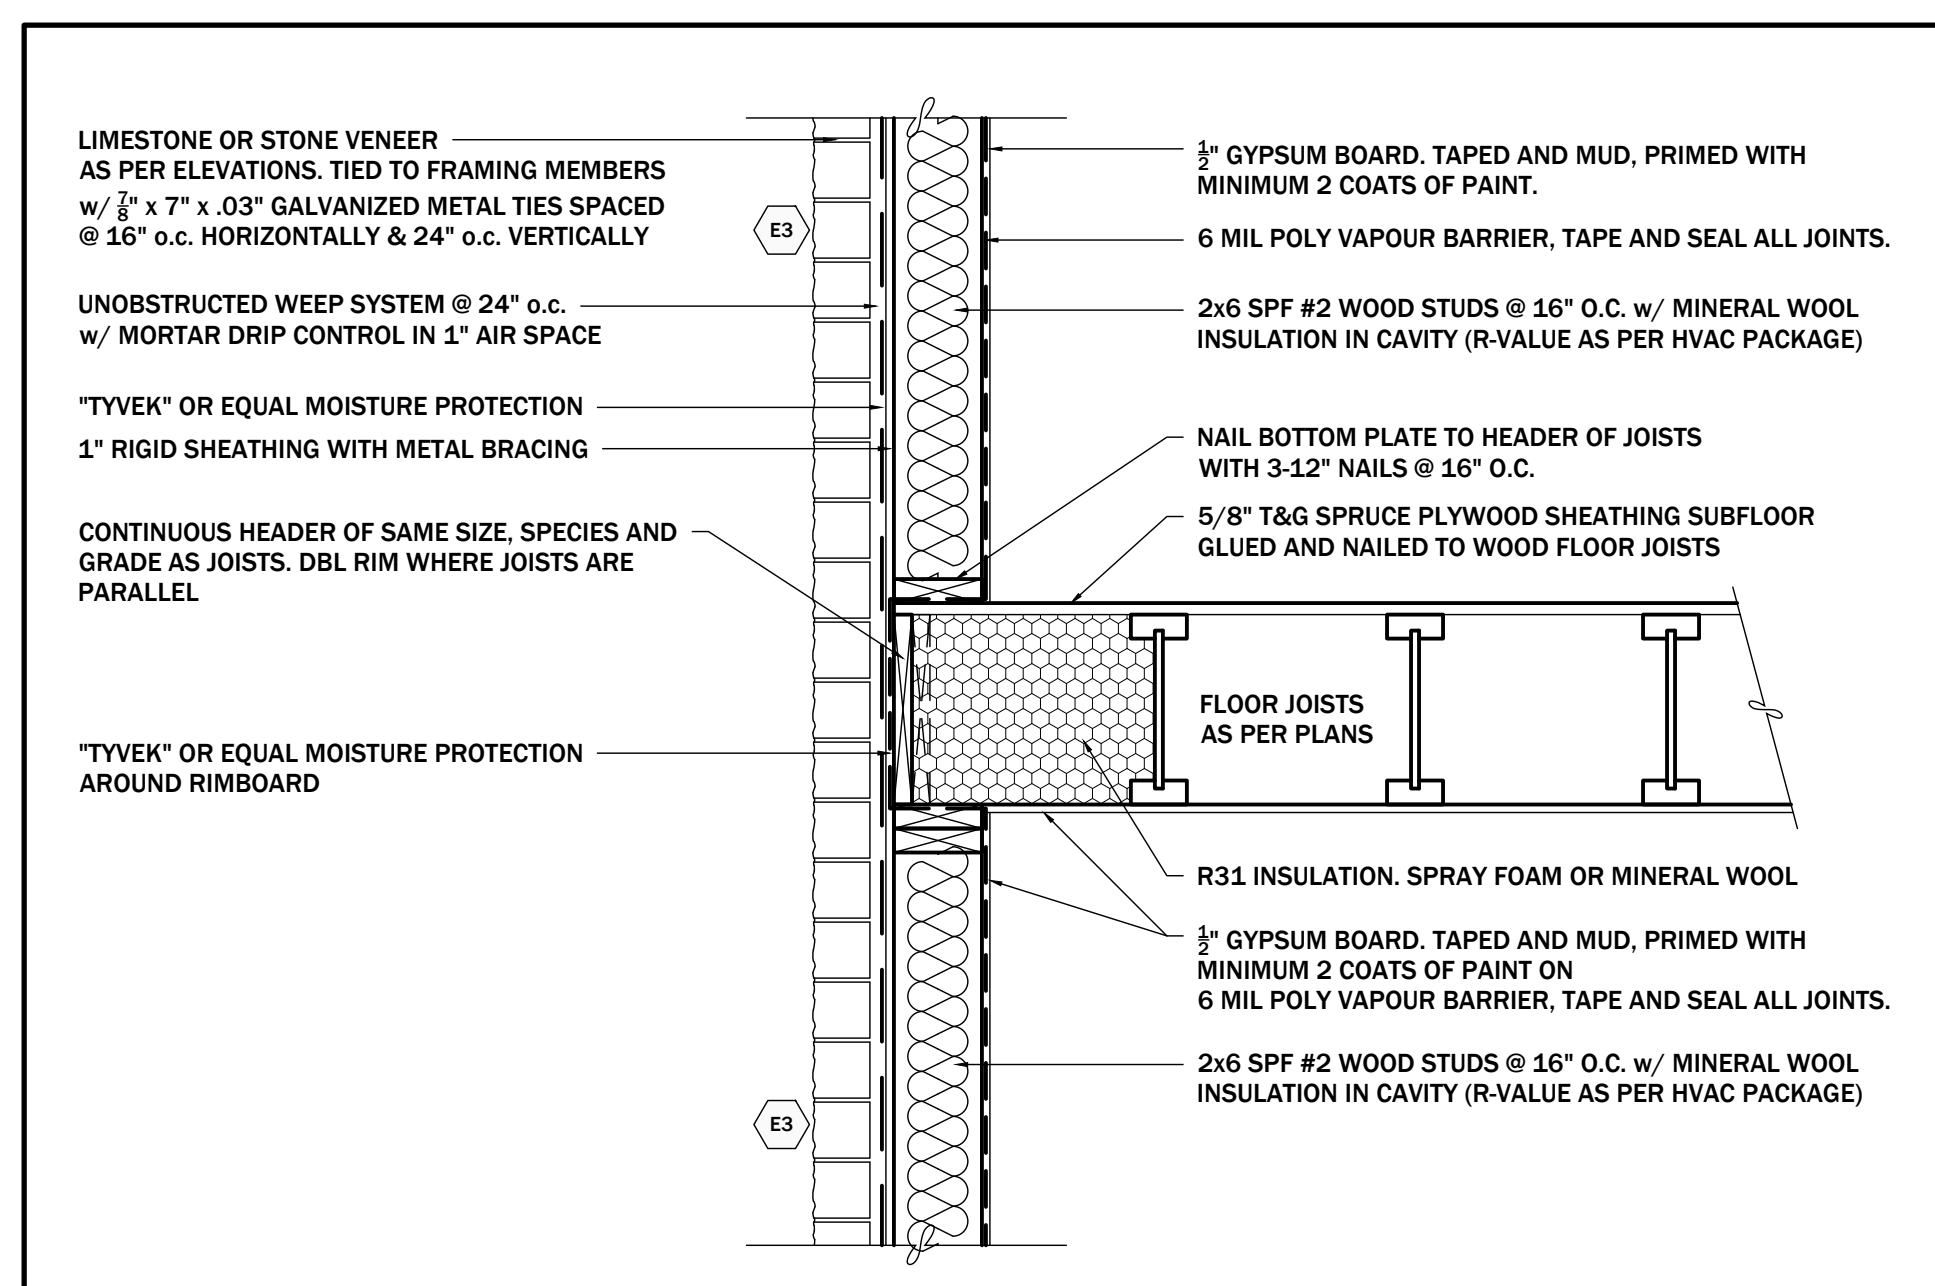 LIMESTONE OR STONE VENEER
AS PER ELEVATIONS. TIED TO FRAMING MEMBERS
w/ 7/8" x 7" x .03" GALVANIZED METAL TIES SPACED
@ 16" o.c. HORIZONTALLY & 24" o.c. VERTICALLY
E3
UNOBSTRUCTED WEEP SYSTEM @ 24" o.c.
w/ MORTAR DRIP CONTROL IN 1" AIR SPACE
"TYVEK" OR EQUAL MOISTURE PROTECTION
1" RIGID SHEATHING WITH METAL BRACING
CONTINUOUS HEADER OF SAME SIZE, SPECIES AND
GRADE AS JOISTS. DBL RIM WHERE JOISTS ARE
PARALLEL
"TYVEK" OR EQUAL MOISTURE PROTECTION
AROUND RIMBOARD
E3
1/2" GYPSUM BOARD. TAPED AND MUD, PRIMED WITH
MINIMUM 2 COATS OF PAINT.
6 MIL POLY VAPOUR BARRIER, TAPE AND SEAL ALL JOINTS.
2x6 SPF #2 WOOD STUDS @ 16" O.C. w/ MINERAL WOOL
INSULATION IN CAVITY (R-VALUE AS PER HVAC PACKAGE)
NAIL BOTTOM PLATE TO HEADER OF JOISTS
WITH 3-12" NAILS @ 16" O.C.
5/8" T&G SPRUCE PLYWOOD SHEATHING SUBFLOOR
GLUED AND NAILED TO WOOD FLOOR JOISTS
FLOOR JOISTS
AS PER PLANS
R31 INSULATION. SPRAY FOAM OR MINERAL WOOL
1/2" GYPSUM BOARD. TAPED AND MUD, PRIMED WITH
MINIMUM 2 COATS OF PAINT ON
6 MIL POLY VAPOUR BARRIER, TAPE AND SEAL ALL JOINTS.
2x6 SPF #2 WOOD STUDS @ 16" O.C. w/ MINERAL WOOL
INSULATION IN CAVITY (R-VALUE AS PER HVAC PACKAGE)